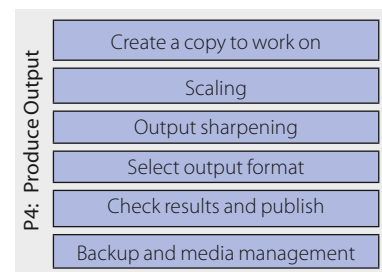 P4: Produce Output
Create a copy to work on
Scaling
Output sharpening
Select output format
Check results and publish
Backup and media management